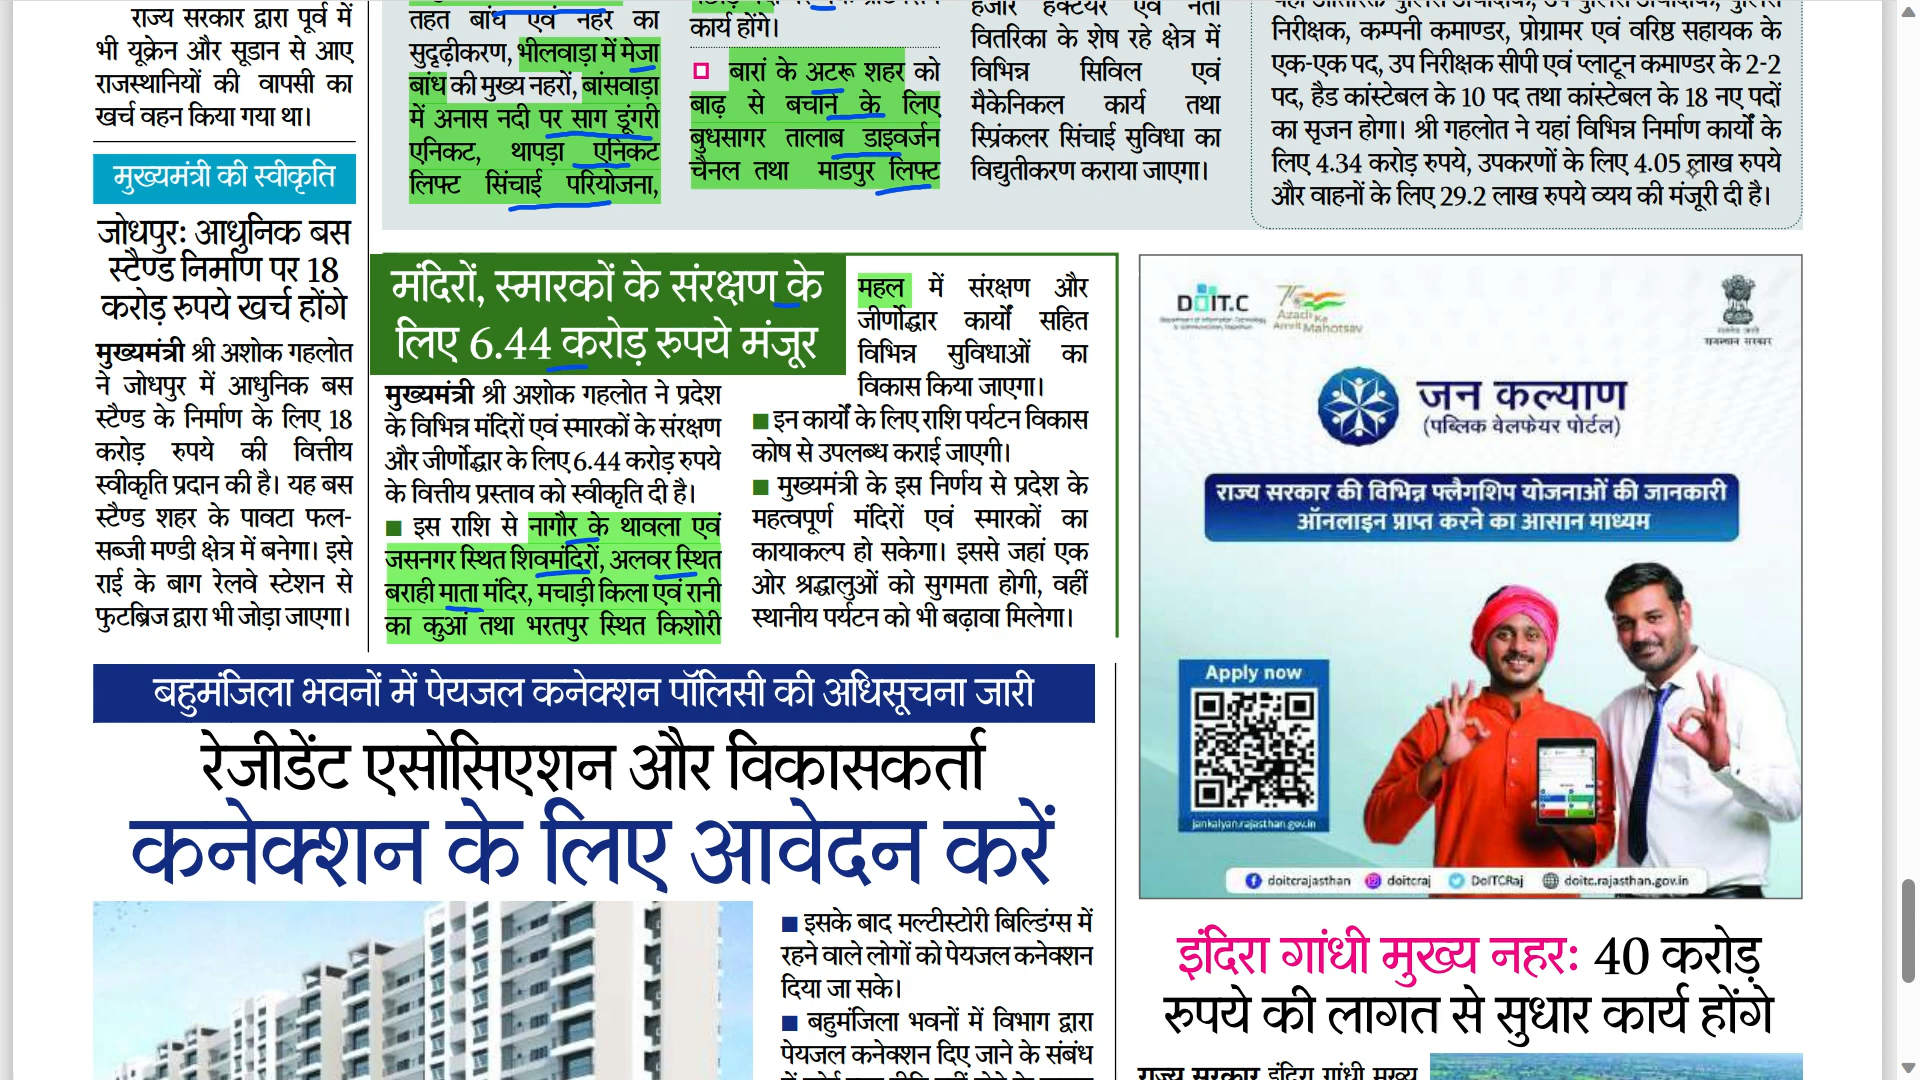 राज्य सरकार द्वारा पूर्व में
भी यूक्रेन और सूडान से आए
राजस्थानियों की वापसी का
खर्च वहन किया गया था।
मुख्यमंत्री की स्वीकृति
जोधपुर: आधुनिक बस
स्टैण्ड निर्माण पर 18
करोड़ रुपये खर्च होंगे
मुख्यमंत्री श्री अशोक गहलोत
ने जोधपुर में आधुनिक बस
स्टैण्ड के निर्माण के लिए 18
करोड़ रुपये की वित्तीय
स्वीकृति प्रदान की है। यह बस
स्टैण्ड शहर के पावटा फल-
सब्जी मण्डी क्षेत्र में बनेगा। इसे
राई के बाग रेलवे स्टेशन से
फुटब्रिज द्वारा भी जोड़ा जाएगा।
तहत बांध एवं नहर का
सुदृढ़ीकरण, भीलवाड़ा में मेजा
बांध की मुख्य नहरों, बांसवाड़ा
में अनास नदी पर साग डूंगरी
एनिकट, थापड़ा एनिकट
लिफ्ट सिंचाई परियोजना,
कार्य होंगे।
बारां के अटरू शहर को
बाढ़ से बचाने के लिए
बुधसागर तालाब डाइवर्जन
चैनल तथा माडपुर लिफ्ट
हजार हेक्टेयर एवं नर्ता
वितरिका के शेष रहे क्षेत्र में
विभिन्न सिविल एवं
मैकेनिकल कार्य तथा
स्प्रिंकलर सिंचाई सुविधा का
विद्युतीकरण कराया जाएगा।
निरीक्षक, कम्पनी कमाण्डर, प्रोग्रामर एवं वरिष्ठ सहायक के
एक-एक पद, उप निरीक्षक सीपी एवं प्लाटून कमाण्डर के 2-2
पद, हैड कांस्टेबल के 10 पद तथा कांस्टेबल के 18 नए पदों
का सृजन होगा। श्री गहलोत ने यहां विभिन्न निर्माण कार्यों के
लिए 4.34 करोड़ रुपये, उपकरणों के लिए 4.05 लाख रुपये
और वाहनों के लिए 29.2 लाख रुपये व्यय की मंजूरी दी है।
मंदिरों, स्मारकों के संरक्षण के
लिए 6.44 करोड़ रुपये मंजूर
मुख्यमंत्री श्री अशोक गहलोत ने प्रदेश
के विभिन्न मंदिरों एवं स्मारकों के संरक्षण
और जीर्णोद्धार के लिए 6.44 करोड़ रुपये
के वित्तीय प्रस्ताव को स्वीकृति दी है।
इस राशि से नागौर के थावला एवं
जसनगर स्थित शिवमंदिरों, अलवर स्थित
बराही माता मंदिर, मचाड़ी किला एवं रानी
का कुआं तथा भरतपुर स्थित किशोरी
महल में संरक्षण और
जीर्णोद्धार कार्यों सहित
विभिन्न सुविधाओं का
विकास किया जाएगा।
इन कार्यों के लिए राशि पर्यटन विकास
कोष से उपलब्ध कराई जाएगी।
मुख्यमंत्री के इस निर्णय से प्रदेश के
महत्वपूर्ण मंदिरों एवं स्मारकों का
कायाकल्प हो सकेगा। इससे जहां एक
ओर श्रद्धालुओं को सुगमता होगी, वहीं
स्थानीय पर्यटन को भी बढ़ावा मिलेगा।
DOIT.C
Department of Information Technology
& Communication, Rajasthan
Azadi Ka
Amrit Mahotsav
राजस्थान सरकार
जन कल्याण
(पब्लिक वेलफेयर पोर्टल)
राज्य सरकार की विभिन्न फ्लैगशिप योजनाओं की जानकारी
ऑनलाइन प्राप्त करने का आसान माध्यम
Apply now
jankalyan.rajasthan.gov.in
doitcrajasthan doitcraj DoITCRaj doitc.rajasthan.gov.in
बहुमंजिला भवनों में पेयजल कनेक्शन पॉलिसी की अधिसूचना जारी
रेजीडेंट एसोसिएशन और विकासकर्ता
कनेक्शन के लिए आवेदन करें
इसके बाद मल्टीस्टोरी बिल्डिंग्स में
रहने वाले लोगों को पेयजल कनेक्शन
दिया जा सके।
बहुमंजिला भवनों में विभाग द्वारा
पेयजल कनेक्शन दिए जाने के संबंध
इंदिरा गांधी मुख्य नहर: 40 करोड़
रुपये की लागत से सुधार कार्य होंगे
राज्य सरकार इंदिरा गांधी मुख्य